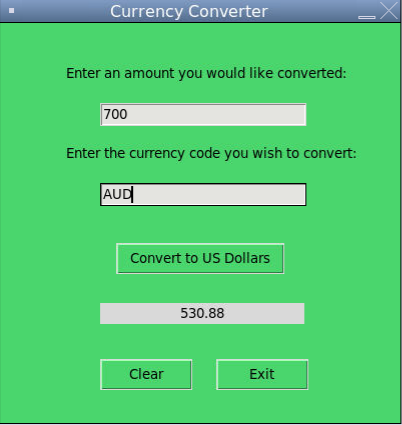 Currency Converter
Enter an amount you would like converted:
700
Enter the currency code you wish to convert:
AUD
Convert to US Dollars
530.88
Clear Exit